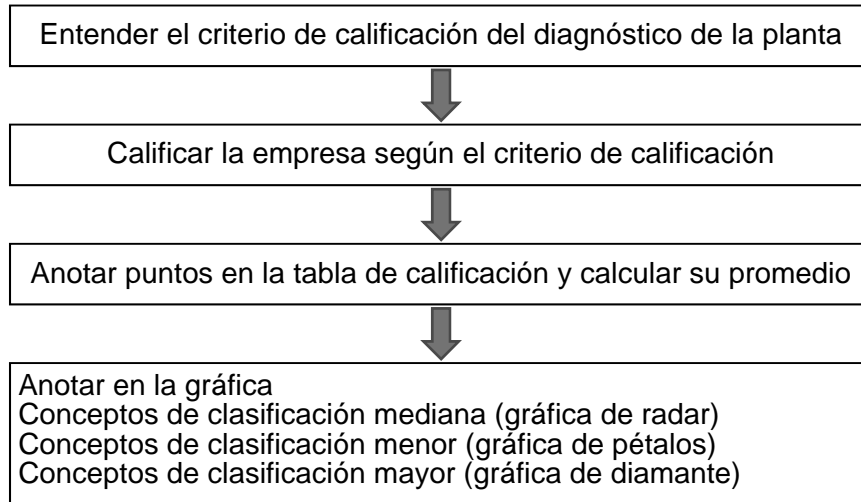 Entender el criterio de calificación del diagnóstico de la planta
Calificar la empresa según el criterio de calificación
Anotar puntos en la tabla de calificación y calcular su promedio
Anotar en la gráfica
Conceptos de clasificación mediana (gráfica de radar)
Conceptos de clasificación menor (gráfica de pétalos)
Conceptos de clasificación mayor (gráfica de diamante)